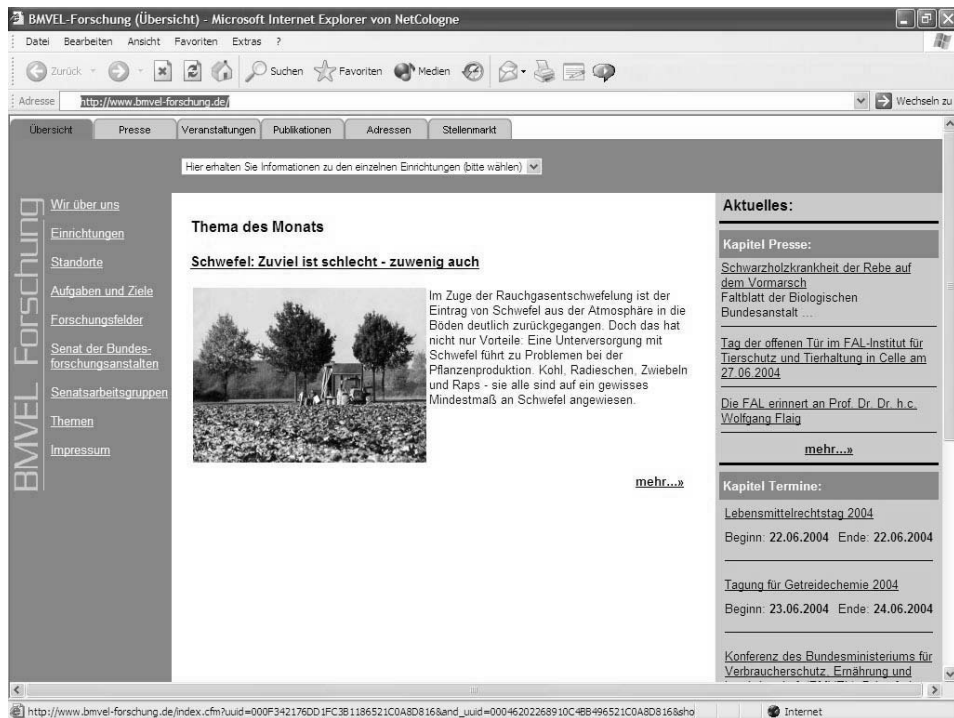 BMVEL-Forschung (Übersicht) - Microsoft Internet Explorer von NetCologne
Datei Bearbeiten Ansicht Favoriten Extras ?
Zurück Suchen Favoriten Medien
Adresse http://www.bmvel-forschung.de/ Wechseln zu
Übersicht Presse Veranstaltungen Publikationen Adressen Stellenmarkt
Hier erhalten Sie Informationen zu den einzelnen Einrichtungen (bitte wählen)
BMVEL Forschung
Wir über uns
Einrichtungen
Standorte
Aufgaben und Ziele
Forschungsfelder
Senat der Bundes-
forschungsanstalten
Senatsarbeitsgruppen
Themen
Impressum
Thema des Monats
Schwefel: Zuviel ist schlecht - zuwenig auch
Im Zuge der Rauchgasentschwefelung ist der
Eintrag von Schwefel aus der Atmosphäre in die
Böden deutlich zurückgegangen. Doch das hat
nicht nur Vorteile: Eine Unterversorgung mit
Schwefel führt zu Problemen bei der
Pflanzenproduktion. Kohl, Radieschen, Zwiebeln
und Raps - sie alle sind auf ein gewisses
Mindestmaß an Schwefel angewiesen.
mehr...»
Aktuelles:
Kapitel Presse:
Schwarzholzkrankheit der Rebe auf
dem Vormarsch
Faltblatt der Biologischen
Bundesanstalt ...
Tag der offenen Tür im FAL-Institut für
Tierschutz und Tierhaltung in Celle am
27.06.2004
Die FAL erinnert an Prof. Dr. Dr. h.c.
Wolfgang Flaig
mehr...»
Kapitel Termine:
Lebensmittelrechtstag 2004
Beginn: 22.06.2004 Ende: 22.06.2004
Tagung für Getreidechemie 2004
Beginn: 23.06.2004 Ende: 24.06.2004
Konferenz des Bundesministeriums für
Verbraucherschutz, Ernährung und
http://www.bmvel-forschung.de/index.cfm?uuid=000F342176DD1FC3B1186521C0A8D816&and_uuid=00046202268910C4BB496521C0A8D816&sho Internet